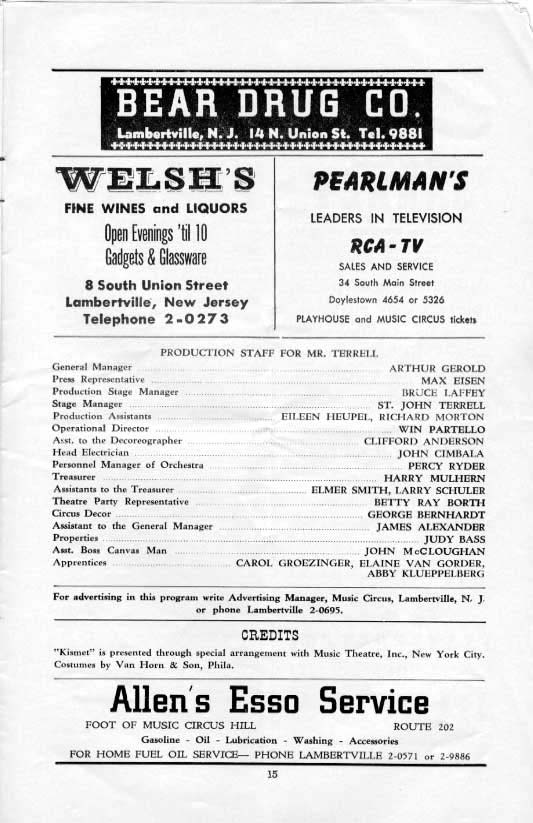 BEAR DRUG CO.
Lambertville, N. J. 14 N. Union St. Tel. 9881
WELSH'S
FINE WINES and LIQUORS
Open Evenings 'til 10
Gadgets & Glassware
8 South Union Street
Lambertville, New Jersey
Telephone 2-0273
PEARLMAN'S
LEADERS IN TELEVISION
RCA - TV
SALES AND SERVICE
34 South Main Street
Doylestown 4654 or 5326
PLAYHOUSE and MUSIC CIRCUS tickets
PRODUCTION STAFF FOR MR. TERRELL
General Manager ARTHUR GEROLD
Press Representative MAX EISEN
Production Stage Manager BRUCE LAFFEY
Stage Manager ST. JOHN TERRELL
Production Assistants EILEEN HEUPEL, RICHARD MORTON
Operational Director WIN PARTELLO
Asst. to the Decoreographer CLIFFORD ANDERSON
Head Electrician JOHN CIMBALA
Personnel Manager of Orchestra PERCY RYDER
Treasurer HARRY MULHERN
Assistants to the Treasurer ELMER SMITH, LARRY SCHULER
Theatre Party Representative BETTY RAY BORTH
Circus Decor GEORGE BERNHARDT
Assistant to the General Manager JAMES ALEXANDER
Properties JUDY BASS
Asst. Boss Canvas Man JOHN McCLOUGHAN
Apprentices CAROL GROEZINGER, ELAINE VAN GORDER,
ABBY KLUEPPELBERG
For advertising in this program write Advertising Manager, Music Circus, Lambertville, N. J.
or phone Lambertville 2-0695.
CREDITS
"Kismet" is presented through special arrangement with Music Theatre, Inc., New York City.
Costumes by Van Horn & Son, Phila.
Allen's Esso Service
FOOT OF MUSIC CIRCUS HILL ROUTE 202
Gasoline - Oil - Lubrication - Washing - Accessories
FOR HOME FUEL OIL SERVICE— PHONE LAMBERTVILLE 2-0571 or 2-9886
15